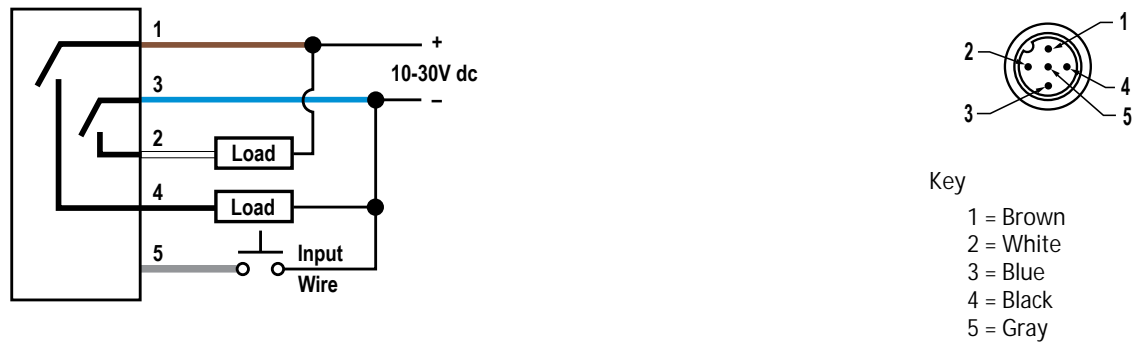 1
+
10-30V dc
3
–
2
Load
4
Load
5
Input
Wire
1
2
4
3
5
Key
1 = Brown
2 = White
3 = Blue
4 = Black
5 = Gray